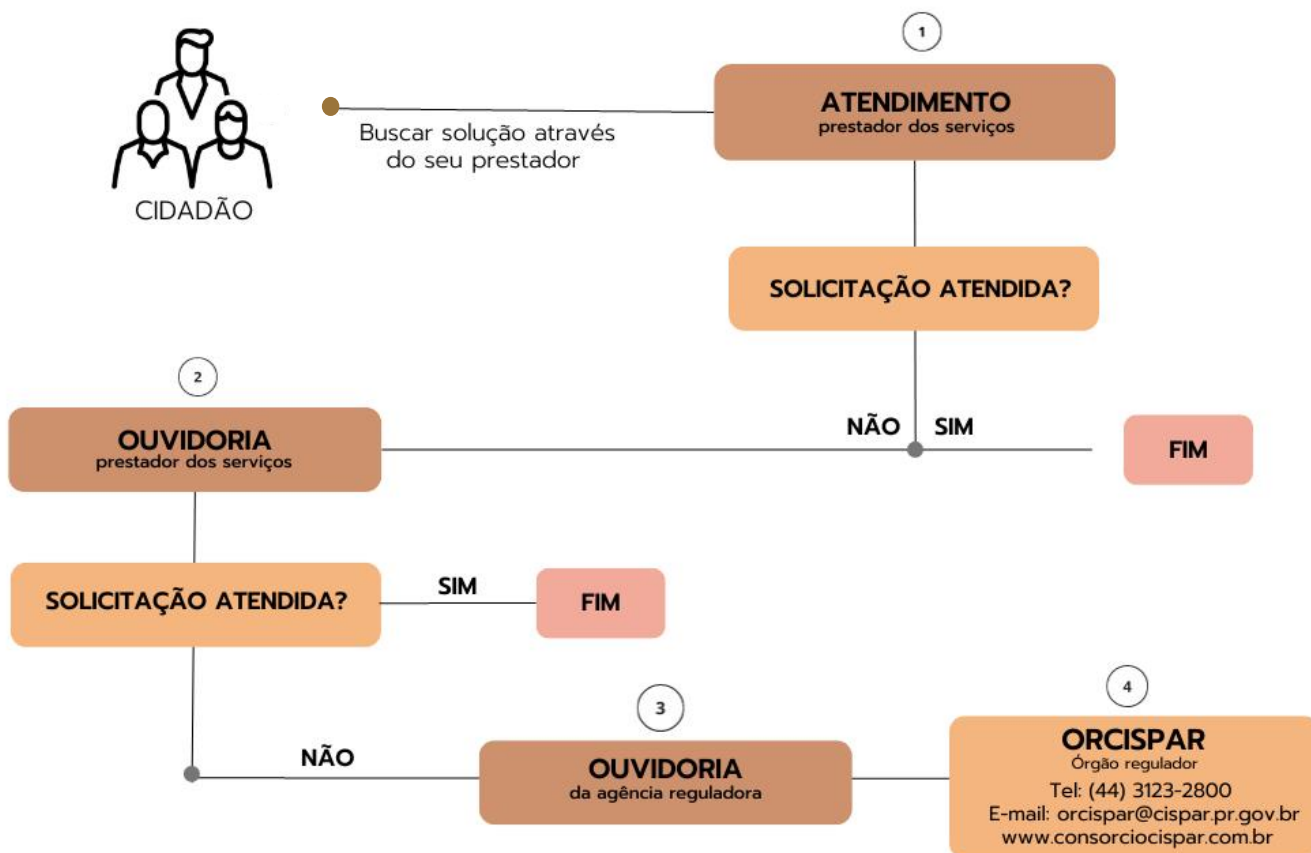 1
ATENDIMENTO
prestador dos serviços
Buscar solução através
do seu prestador
CIDADÃO
SOLICITAÇÃO ATENDIDA?
NÃO
SIM
FIM
2
OUVIDORIA
prestador dos serviços
SOLICITAÇÃO ATENDIDA?
SIM
FIM
NÃO
3
OUVIDORIA
da agência reguladora
4
ORCISPAR
Órgão regulador
Tel: (44) 3123-2800
E-mail: orcispar@cispar.pr.gov.br
www.consorciocispar.com.br